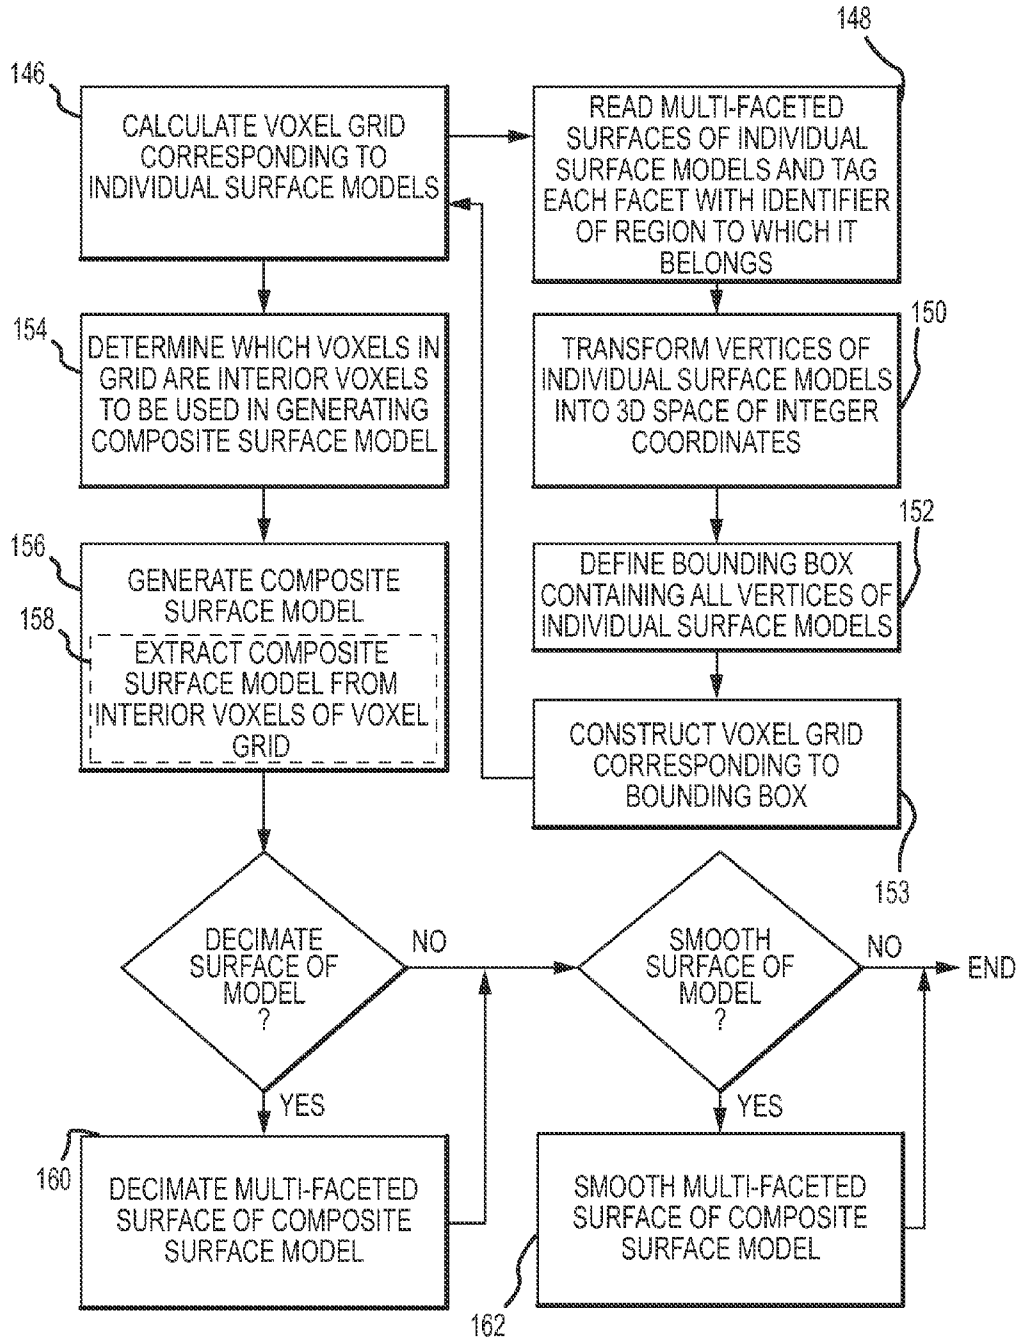 148
146
CALCULATE VOXEL GRID
CORRESPONDING TO
INDIVIDUAL SURFACE MODELS
READ MULTI-FACETED
SURFACES OF INDIVIDUAL
SURFACE MODELS AND TAG
EACH FACET WITH IDENTIFIER
OF REGION TO WHICH IT
BELONGS
154
DETERMINE WHICH VOXELS IN
GRID ARE INTERIOR VOXELS
TO BE USED IN GENERATING
COMPOSITE SURFACE MODEL
150
TRANSFORM VERTICES OF
INDIVIDUAL SURFACE MODELS
INTO 3D SPACE OF INTEGER
COORDINATES
156
GENERATE COMPOSITE
SURFACE MODEL
158
EXTRACT COMPOSITE
SURFACE MODEL FROM
INTERIOR VOXELS OF VOXEL
GRID
152
DEFINE BOUNDING BOX
CONTAINING ALL VERTICES OF
INDIVIDUAL SURFACE MODELS
CONSTRUCT VOXEL GRID
CORRESPONDING TO
BOUNDING BOX
153
DECIMATE
SURFACE OF
MODEL
?
NO
YES
SMOOTH
SURFACE OF
MODEL
?
NO
END
YES
160
DECIMATE MULTI-FACETED
SURFACE OF COMPOSITE
SURFACE MODEL
SMOOTH MULTI-FACETED
SURFACE OF COMPOSITE
SURFACE MODEL
162